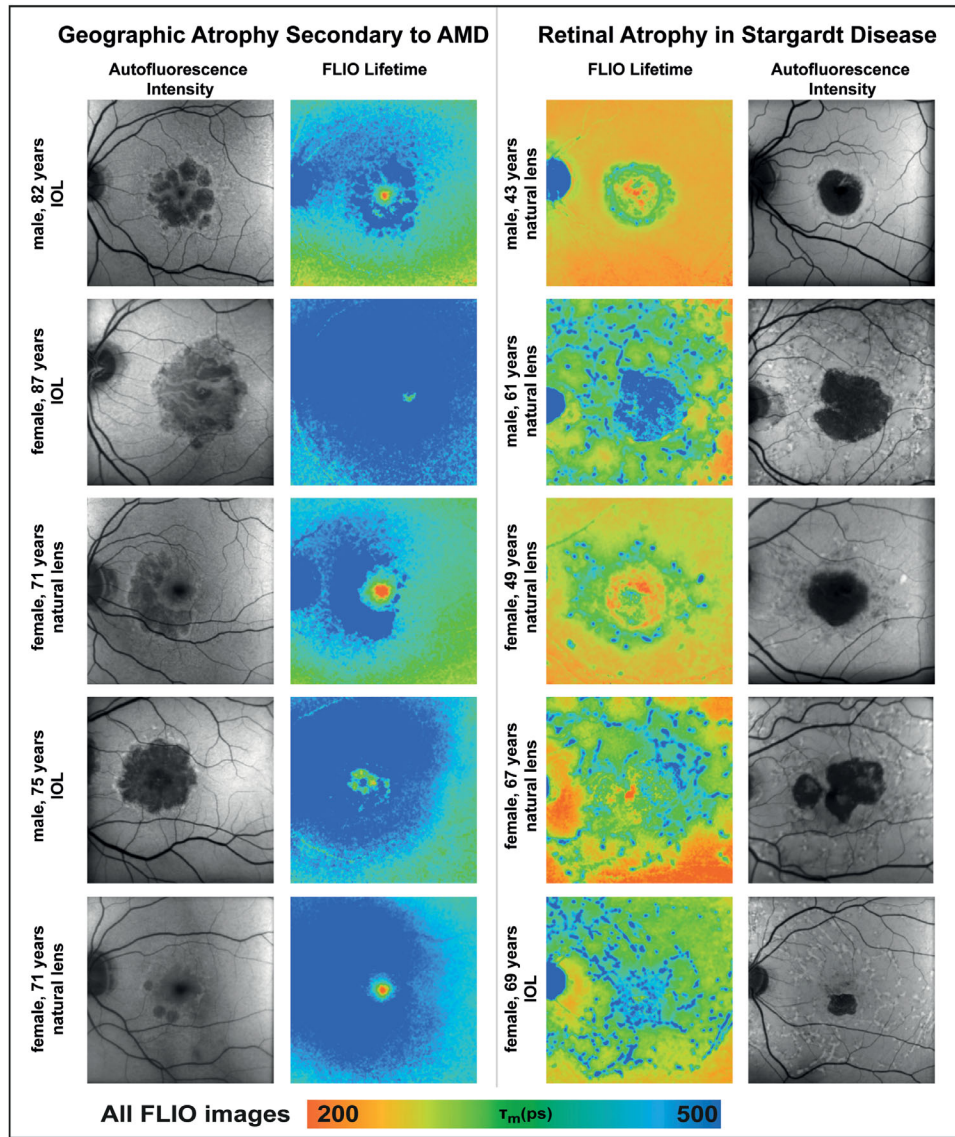 Geographic Atrophy Secondary to AMD
Autofluorescence
Intensity
FLIO Lifetime
male, 82 years
IOL
female, 87 years
IOL
female, 71 years
natural lens
male, 75 years
IOL
female, 71 years
natural lens
Retinal Atrophy in Stargardt Disease
FLIO Lifetime
Autofluorescence
Intensity
male, 43 years
natural lens
male, 61 years
natural lens
female, 49 years
natural lens
female, 67 years
natural lens
female, 69 years
IOL
All FLIO images
200
τm(ps)
500